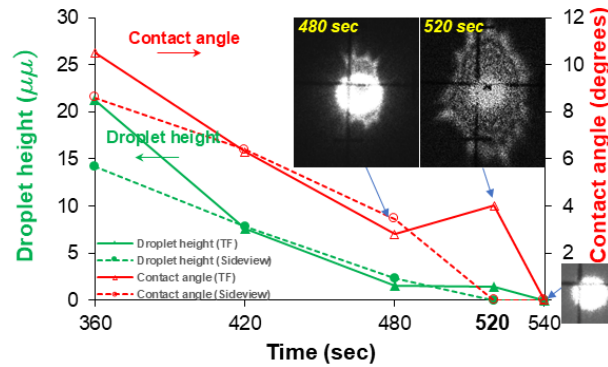 480 sec
520 sec
Contact angle
Droplet height
Droplet height (μμ)
30
25
20
15
10
5
0
Contact angle (degrees)
12
10
8
6
4
2
0
Droplet height (TF)
Droplet height (Sideview)
Contact angle (TF)
Contact angle (Sideview)
360
420
480
520
540
Time (sec)